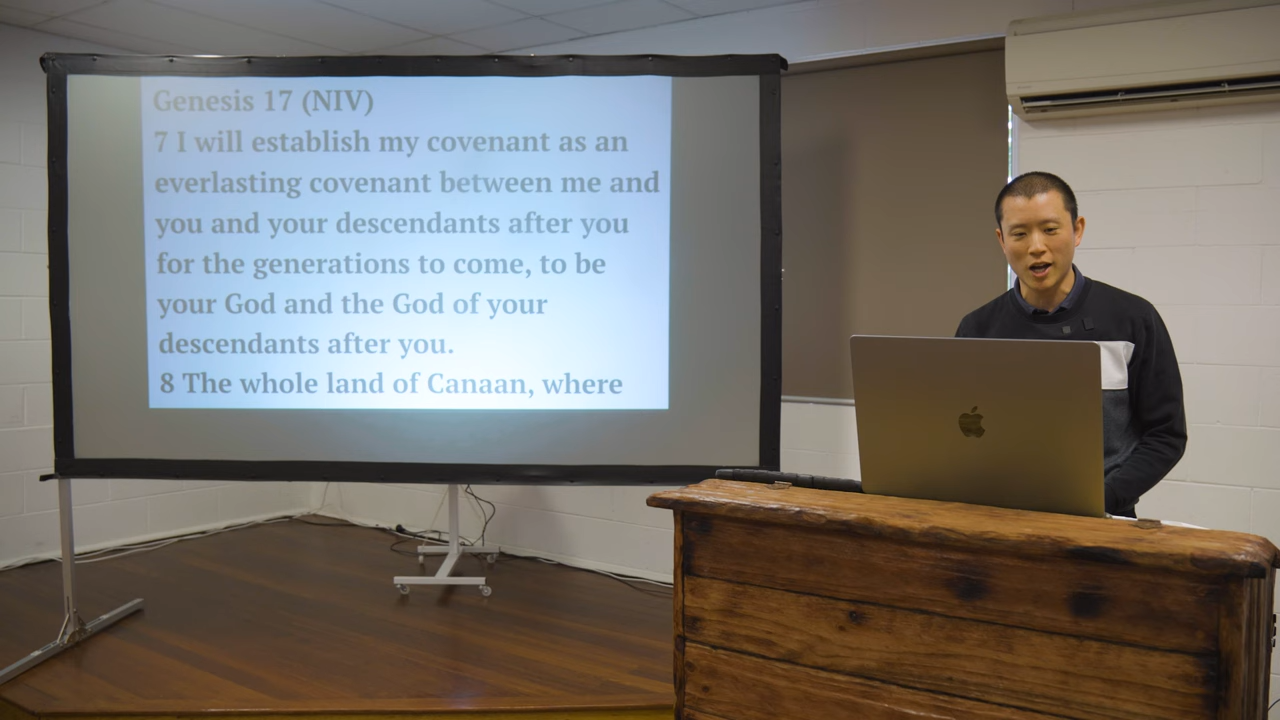 Genesis 17 (NIV)
7 I will establish my covenant as an
everlasting covenant between me and
you and your descendants after you
for the generations to come, to be
your God and the God of your
descendants after you.
8 The whole land of Canaan, where